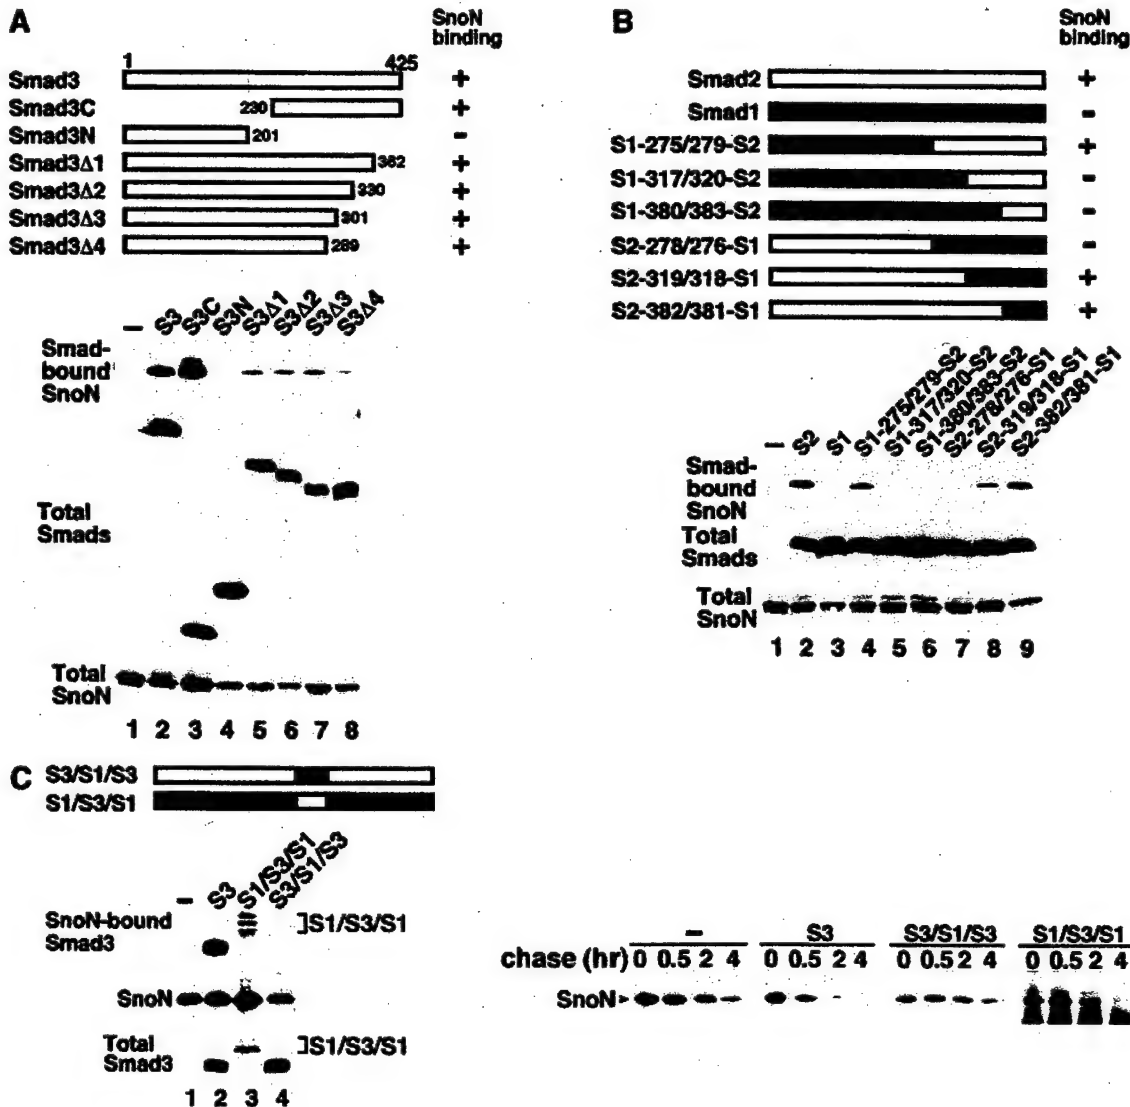 A
SnoN
binding
1 425
Smad3 +
Smad3C 230 +
Smad3N 201 -
Smad3Δ1 362 +
Smad3Δ2 330 +
Smad3Δ3 301 +
Smad3Δ4 289 +
— S3 S3C S3N S3Δ1 S3Δ2 S3Δ3 S3Δ4
Smad-
bound
SnoN
Total
Smads
Total
SnoN
1 2 3 4 5 6 7 8
B
SnoN
binding
Smad2 +
Smad1 -
S1-275/279-S2 +
S1-317/320-S2 -
S1-380/383-S2 -
S2-278/276-S1 -
S2-319/318-S1 +
S2-382/381-S1 +
— S2 S1 S1-275/279-S2 S1-317/320-S2 S1-380/383-S2 S2-278/276-S1 S2-319/318-S1 S2-382/381-S1
Smad-
bound
SnoN
Total
Smads
Total
SnoN
1 2 3 4 5 6 7 8 9
C
S3/S1/S3
S1/S3/S1
— S3 S1/S3/S1 S3/S1/S3
SnoN-bound
Smad3
]S1/S3/S1
SnoN
Total
Smad3
]S1/S3/S1
1 2 3 4
— S3 S3/S1/S3 S1/S3/S1
chase (hr) 0 0.5 2 4 0 0.5 2 4 0 0.5 2 4 0 0.5 2 4
SnoN